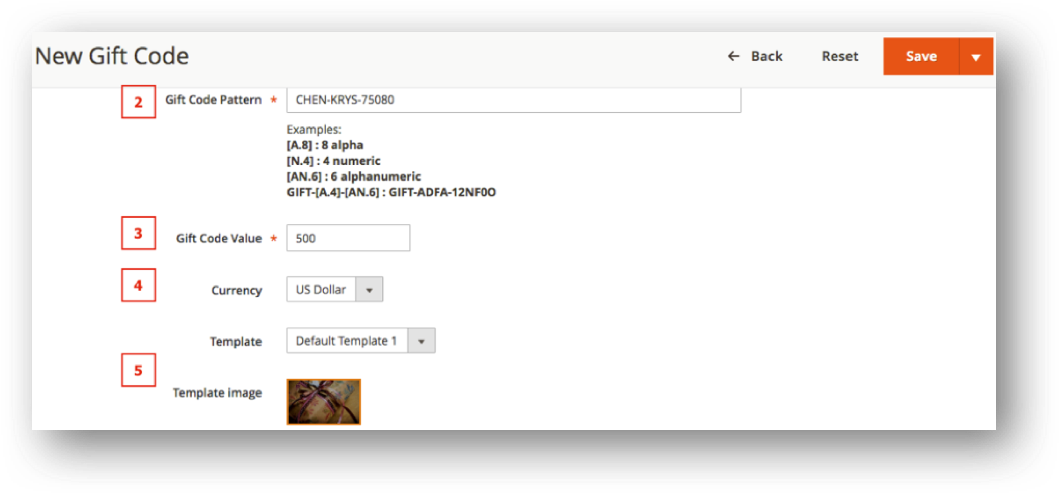 New Gift Code
← Back Reset Save
2 Gift Code Pattern * CHEN-KRYS-75080
Examples:
[A.8] : 8 alpha
[N.4] : 4 numeric
[AN.6] : 6 alphanumeric
GIFT-[A.4]-[AN.6] : GIFT-ADFA-12NF0O
3 Gift Code Value * 500
4 Currency US Dollar
Template Default Template 1
5
Template image